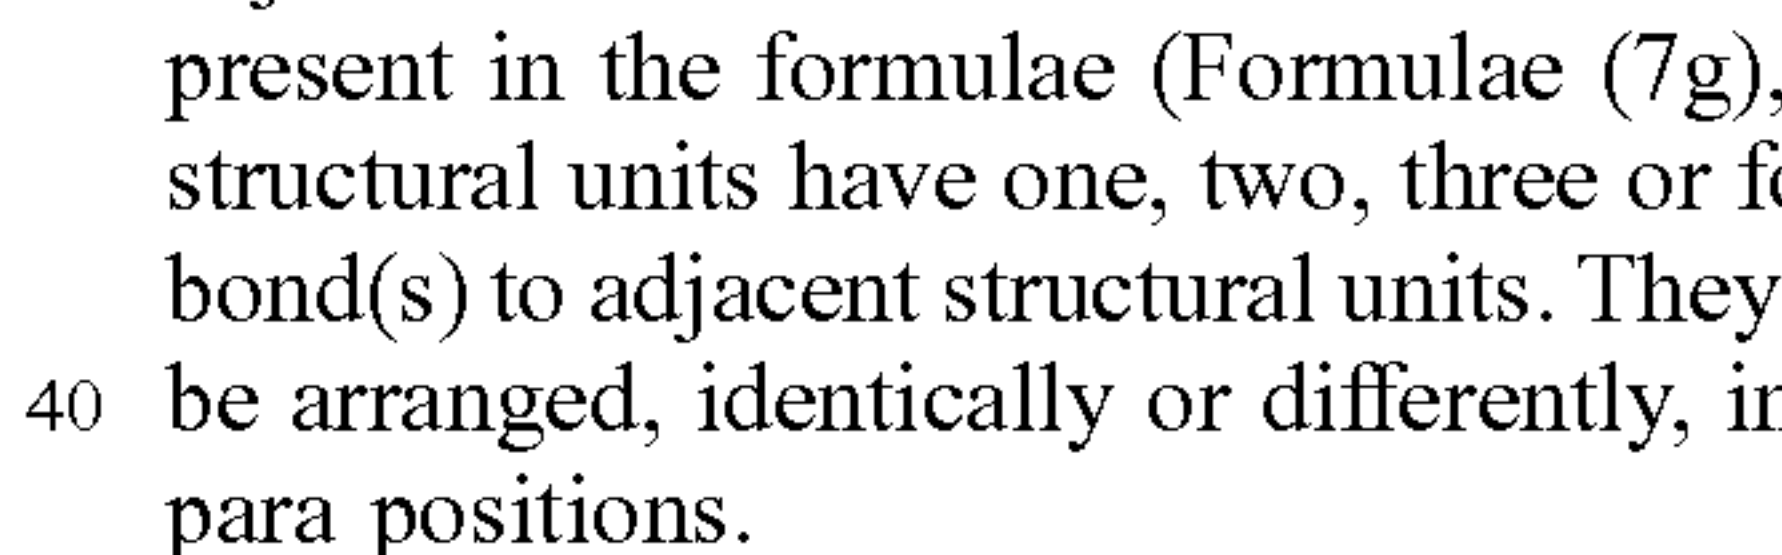 present in the formulae (Formulae (7g),
structural units have one, two, three or
bond(s) to adjacent structural units. They
40 be arranged, identically or differently,
para positions.